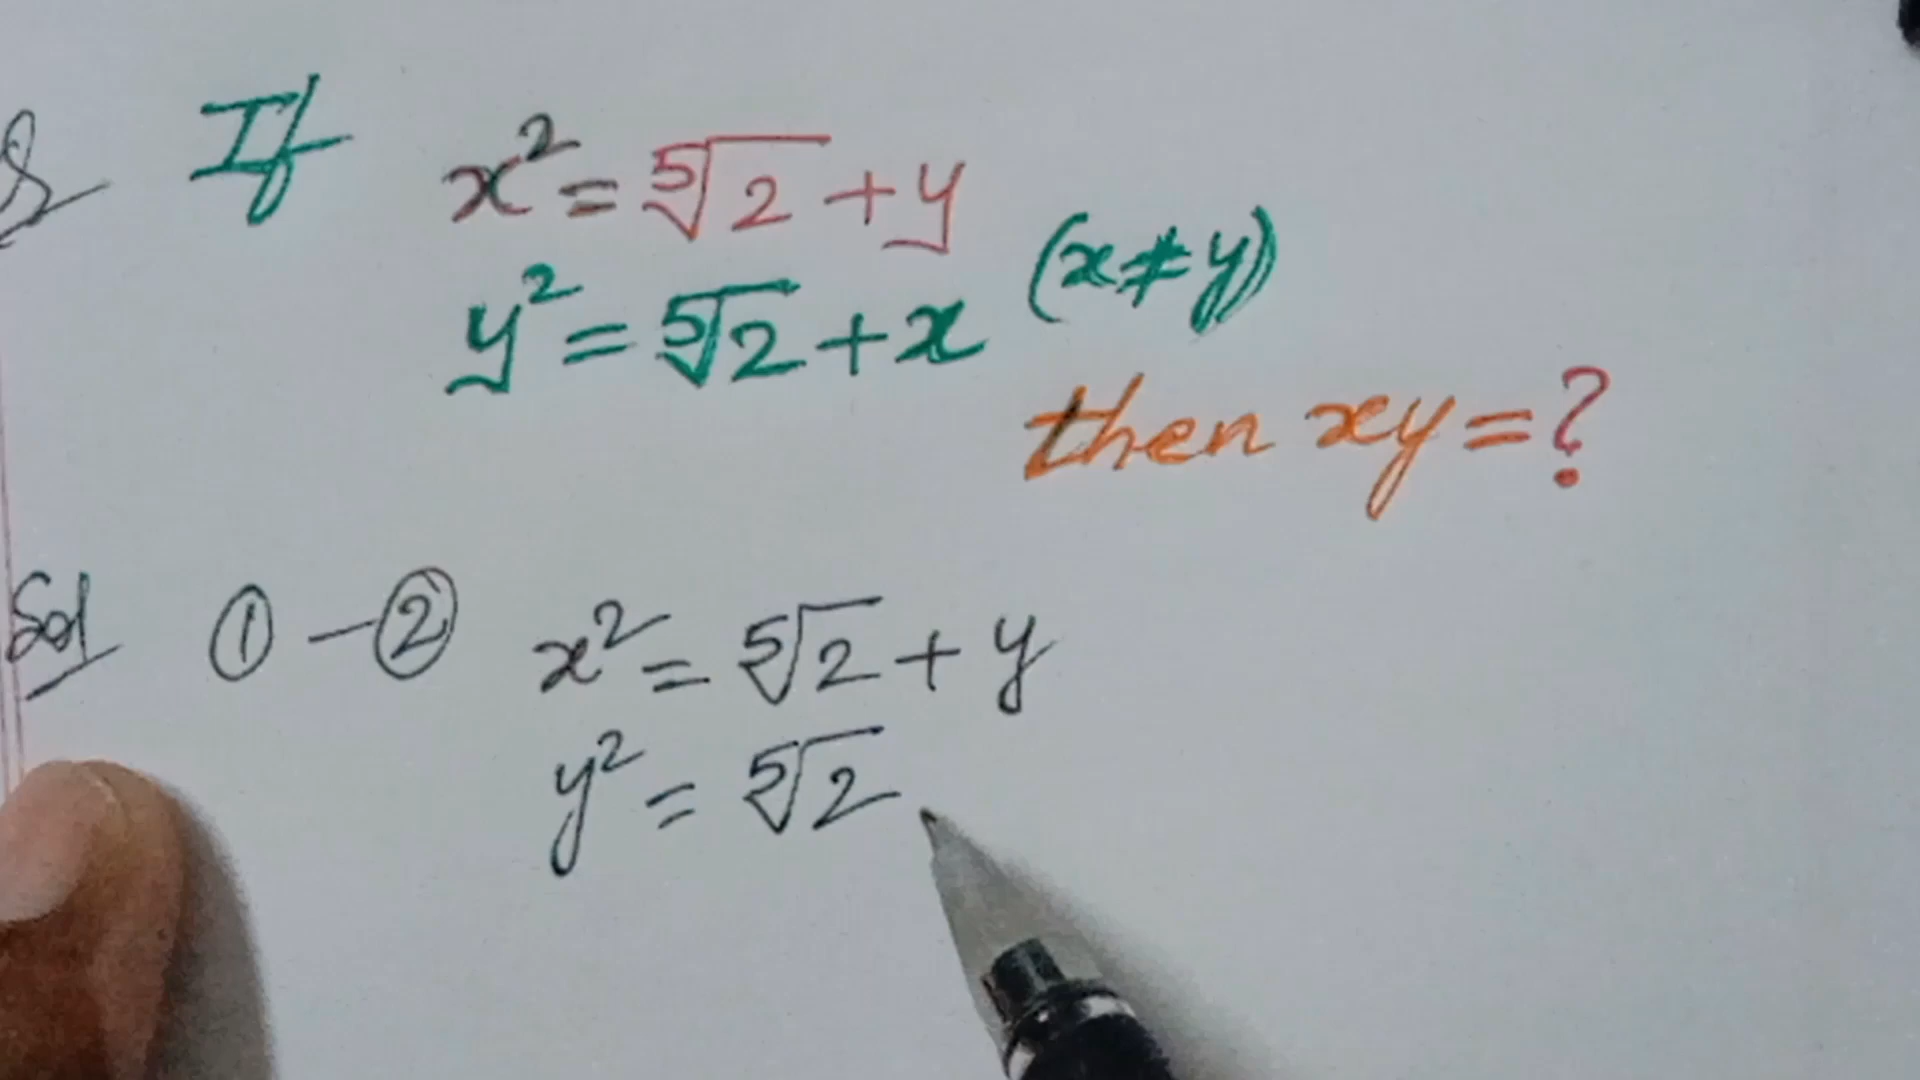 Q If x² = ⁵√2 + y
y² = ⁵√2 + x (x ≠ y)
then xy = ?
Sol ① - ② x² = ⁵√2 + y
y² = ⁵√2